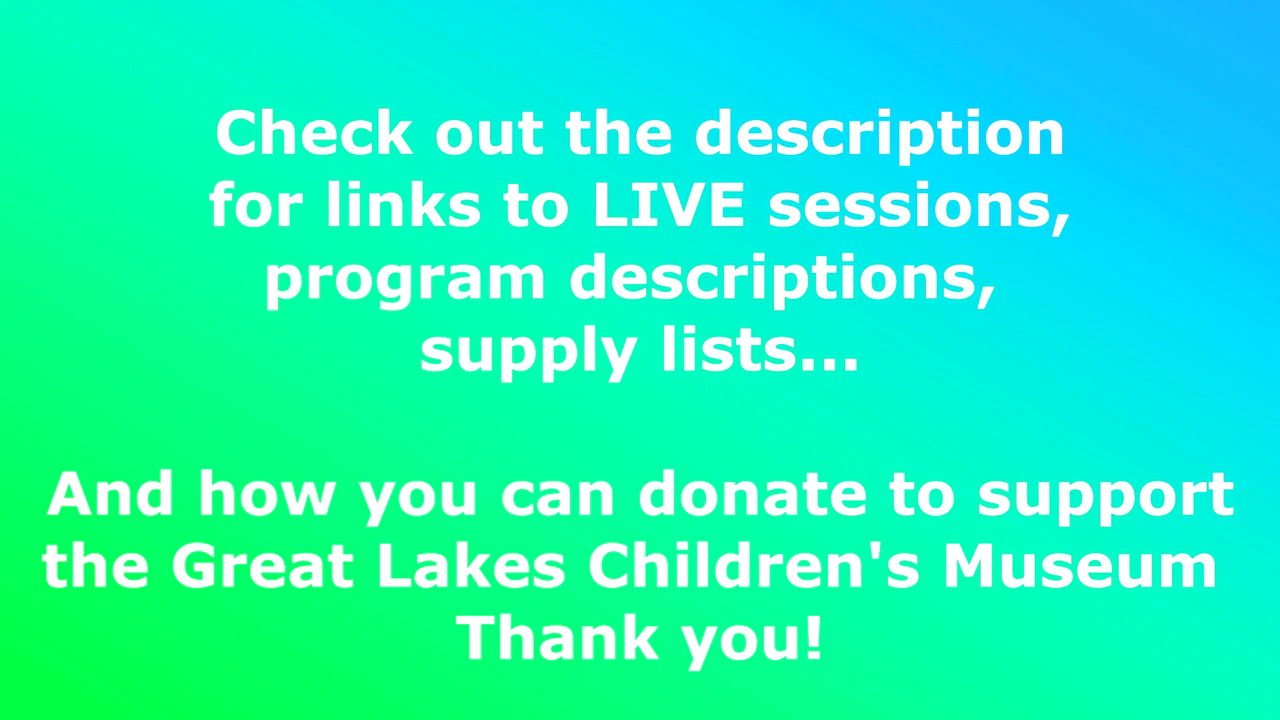 Check out the description
for links to LIVE sessions,
program descriptions,
supply lists...
And how you can donate to support
the Great Lakes Children's Museum
Thank you!